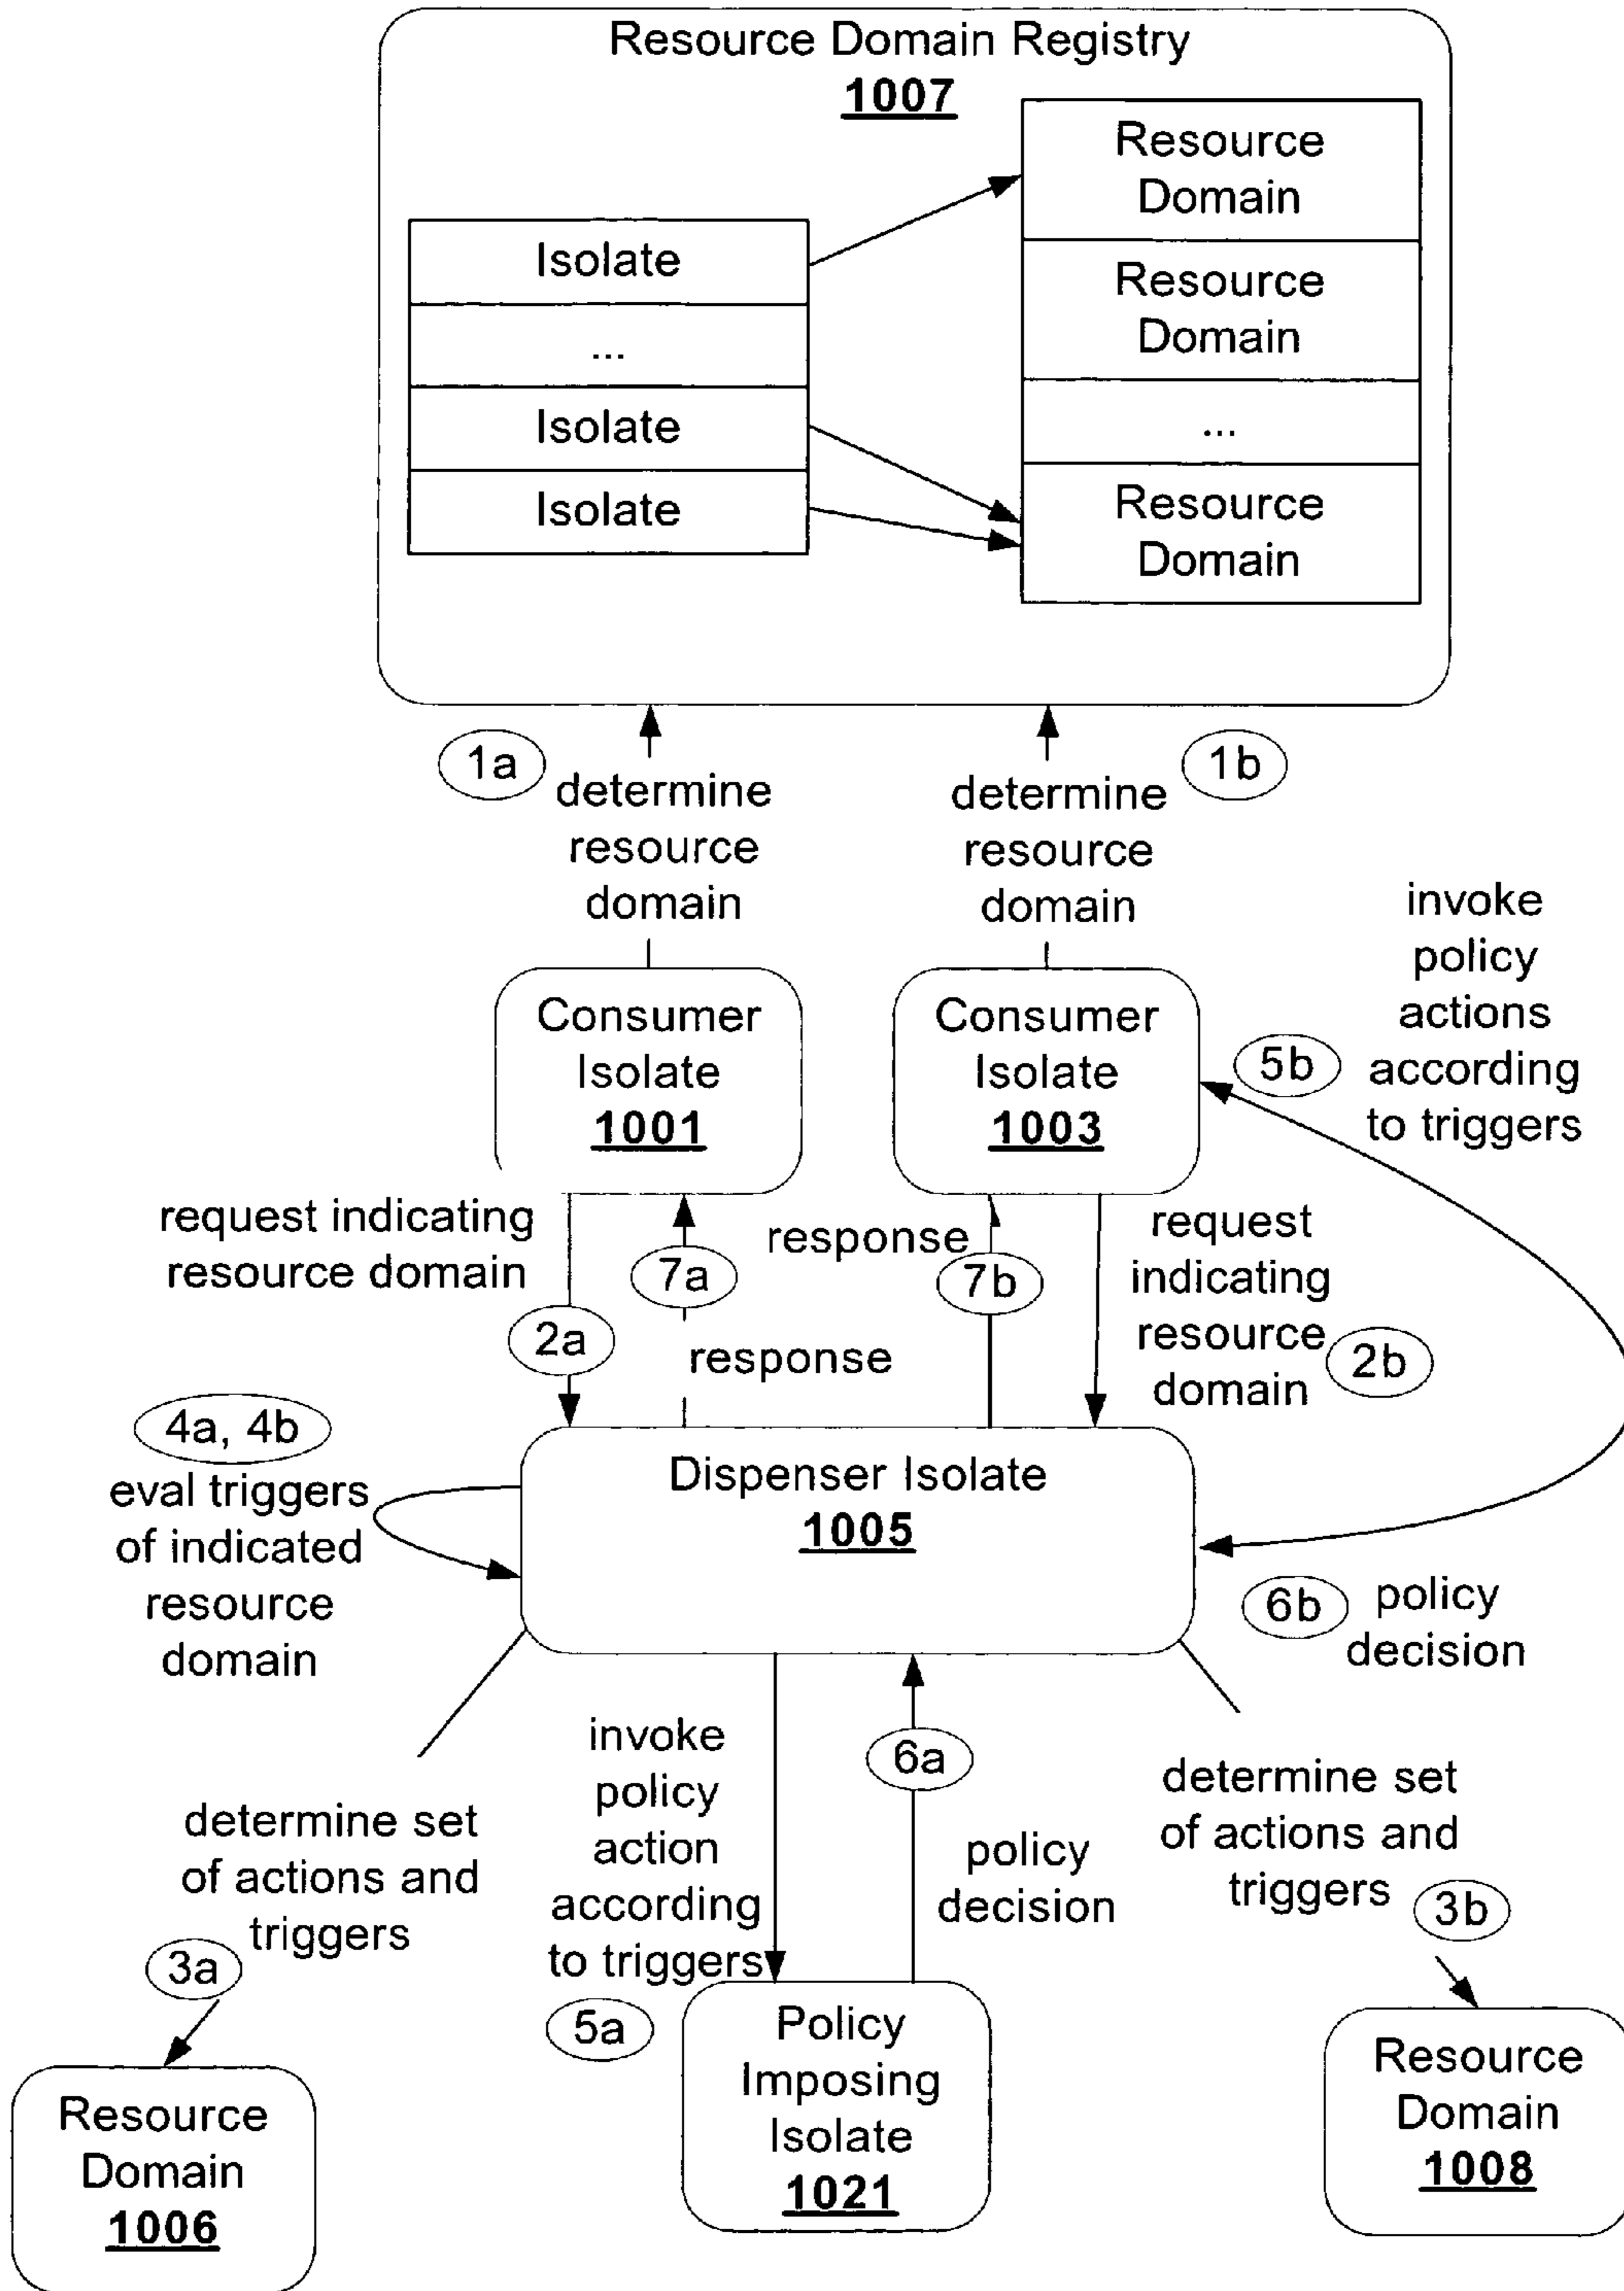 Resource Domain Registry
1007
Resource
Domain
Resource
Domain
...
Resource
Domain
Isolate
...
Isolate
Isolate
1a
determine
resource
domain
1b
determine
resource
domain
Consumer
Isolate
1001
Consumer
Isolate
1003
5b
invoke
policy
actions
according
to triggers
request indicating
resource domain
2a
7a
response
response
7b
request
indicating
resource
domain
2b
4a, 4b
eval triggers
of indicated
resource
domain
Dispenser Isolate
1005
6b
policy
decision
determine set
of actions and
triggers
3a
invoke
policy
action
according
to triggers
5a
6a
policy
decision
determine set
of actions and
triggers
3b
Resource
Domain
1006
Policy
Imposing
Isolate
1021
Resource
Domain
1008